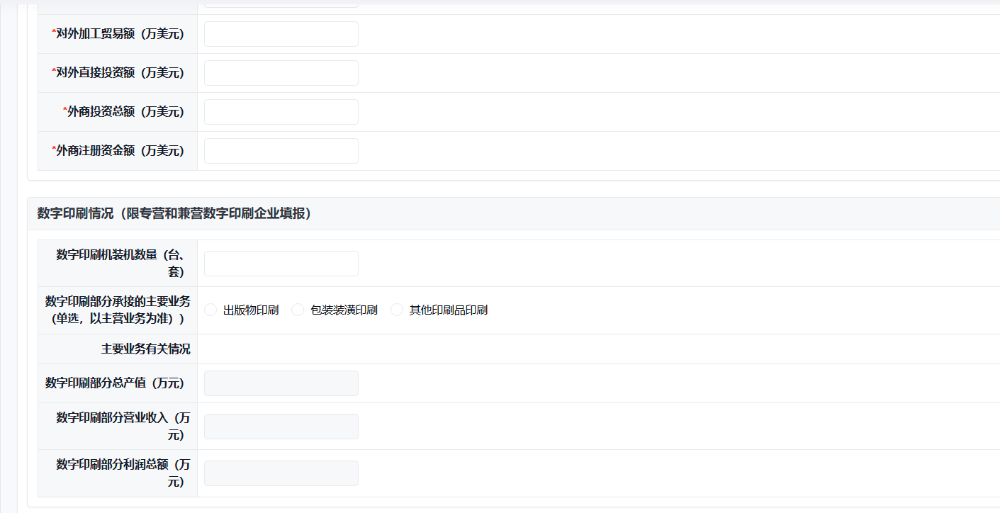 *对外加工贸易额（万美元）
*对外直接投资额（万美元）
*外商投资总额（万美元）
*外商注册资金额（万美元）
数字印刷情况（限专营和兼营数字印刷企业填报）
数字印刷机装机数量（台、
套）
数字印刷部分承接的主要业务
（单选，以主营业务为准））
出版物印刷 包装装潢印刷 其他印刷品印刷
主要业务有关情况
数字印刷部分总产值（万元）
数字印刷部分营业收入（万
元）
数字印刷部分利润总额（万
元）